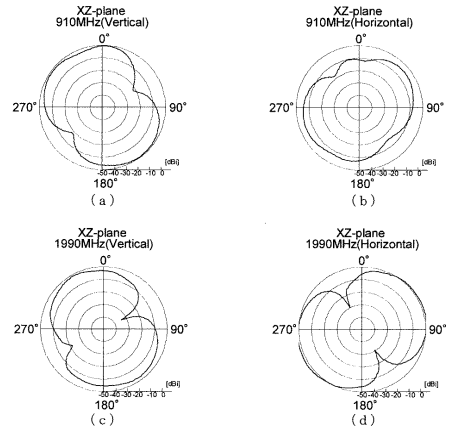 XZ-plane
910MHz(Vertical)
0°
270°
90°
[dBi]
-50-40-30-20-10 0
180°
(a)
XZ-plane
910MHz(Horizontal)
0°
270°
90°
[dBi]
-50-40-30-20-10 0
180°
(b)
XZ-plane
1990MHz(Vertical)
0°
270°
90°
[dBi]
-50-40-30-20-10 0
180°
(c)
XZ-plane
1990MHz(Horizontal)
0°
270°
90°
[dBi]
-50-40-30-20-10 0
180°
(d)